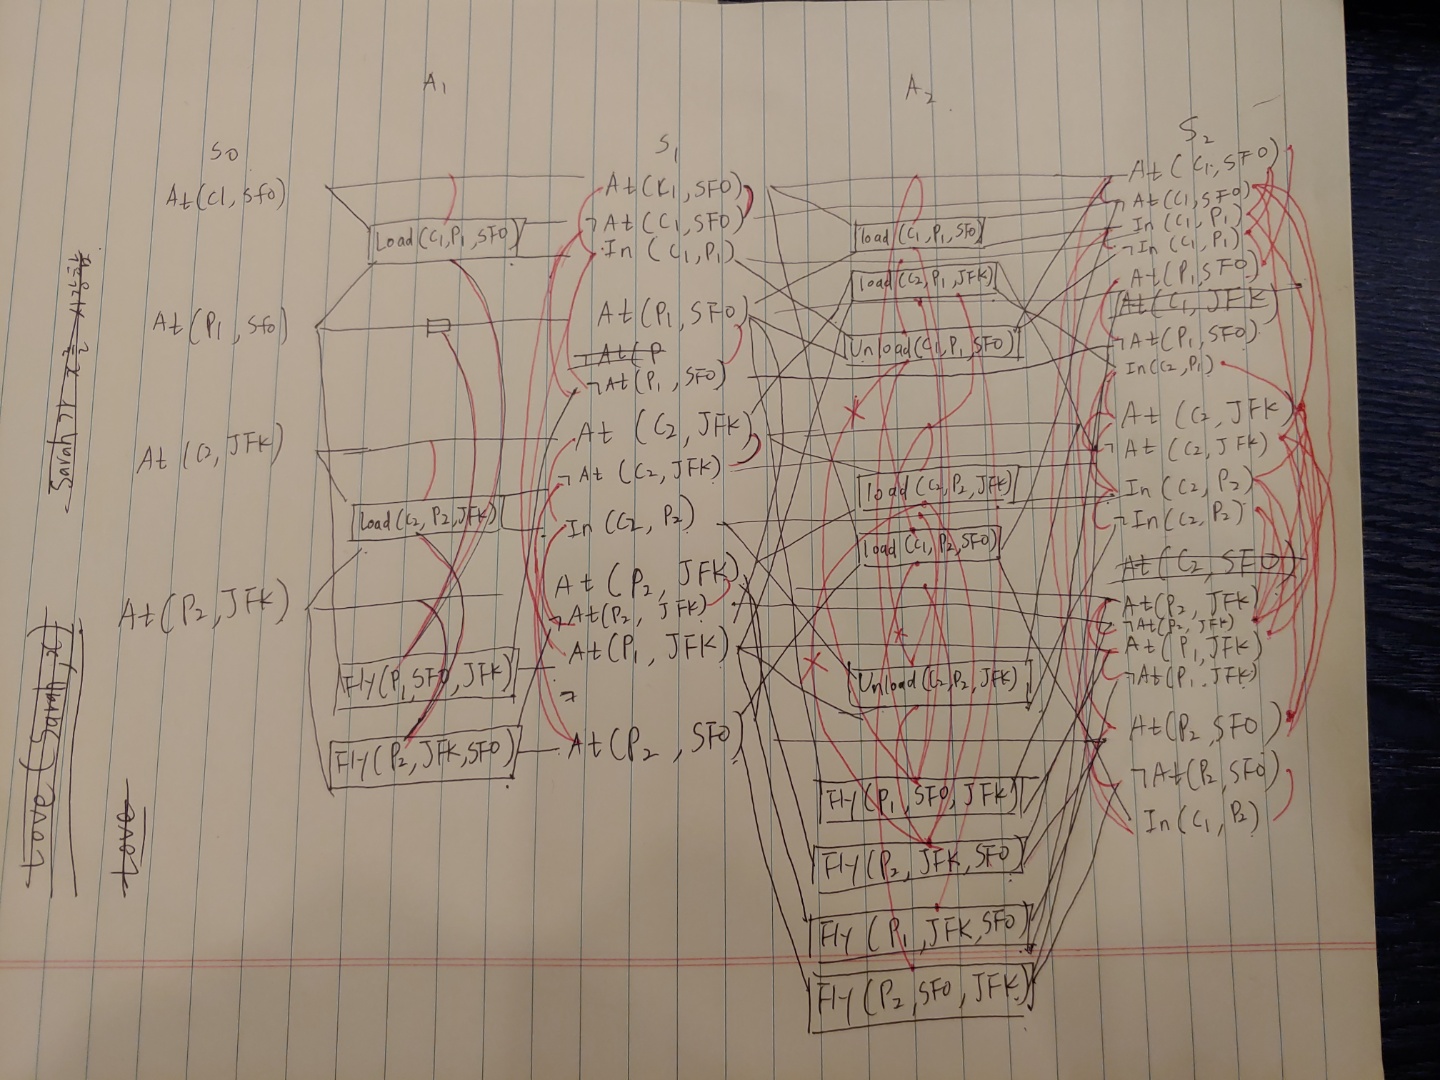 A₁
A₂
S₀
S₁
S₂
At(C1, Sfo)
Load(C₁,P₁,SFO)
At(P₁, Sfo)
At(C₂, JFK)
Load(C₂,P₂,JFK)
At(P₂, JFK)
Fly(P₁,SFO,JFK)
Fly(P₂,JFK,SFO)
At(C₁, SFO)
¬At(C₁, SFO)
In(C₁, P₁)
At(P₁, SFO)
¬At(P
¬At(P₁, SFO)
At(C₂, JFK)
¬At(C₂, JFK)
In(C₂, P₂)
At(P₂, JFK)
¬At(P₂, JFK)
At(P₁, JFK)
¬
At(P₂, SFO)
load(C₁,P₁,SFO)
load(C₂,P₁,JFK)
Unload(C₁,P₁,SFO)
load(C₂,P₂,JFK)
load(C₁,P₂,SFO)
Unload(C₂,P₂,JFK)
Fly(P₁,SFO,JFK)
Fly(P₂,JFK,SFO)
Fly(P₁,JFK,SFO)
Fly(P₂,SFO,JFK)
At(C₁, SFO)
¬At(C₁, SFO)
In(C₁, P₁)
¬In(C₁, P₁)
At(P₁, SFO)
At(C₁, JFK)
¬At(P₁, SFO)
In(C₂, P₁)
At(C₂, JFK)
¬At(C₂, JFK)
In(C₂, P₂)
¬In(C₂, P₂)
At(C₂, SFO)
At(P₂, JFK)
¬At(P₂, JFK)
At(P₁, JFK)
¬At(P₁, JFK)
At(P₂, SFO)
¬At(P₂, SFO)
In(C₁, P₂)
Love(Sarah,
Love